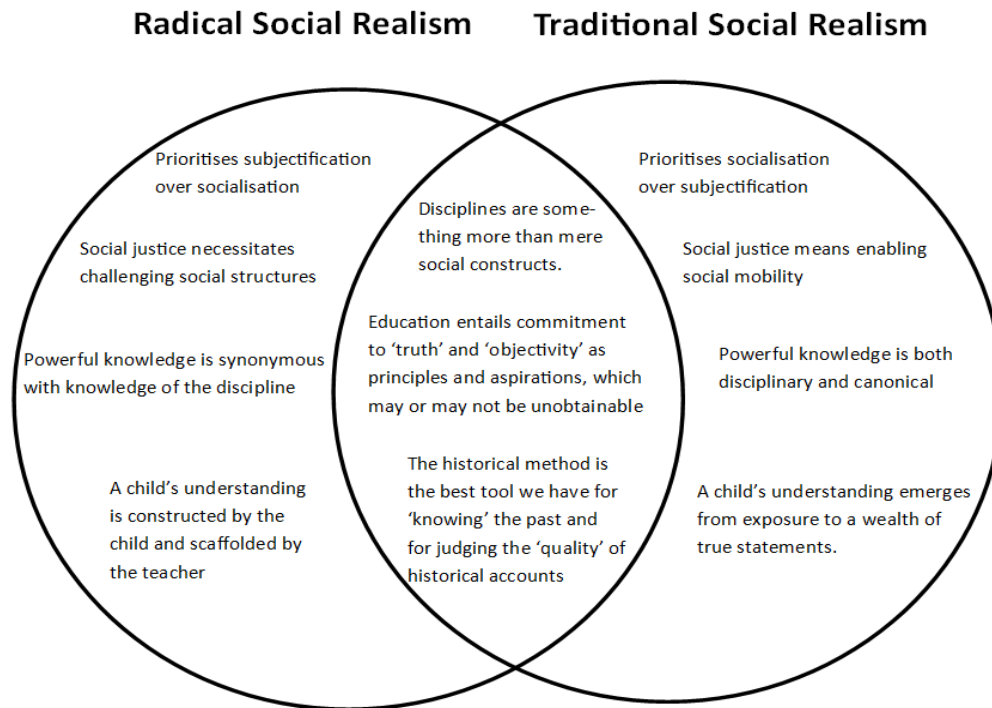 Radical Social Realism
Traditional Social Realism
Prioritises subjectification
over socialisation
Social justice necessitates
challenging social structures
Powerful knowledge is synonymous
with knowledge of the discipline
A child’s understanding
is constructed by the
child and scaffolded by
the teacher
Disciplines are some-
thing more than mere
social constructs.
Education entails commitment
to ‘truth’ and ‘objectivity’ as
principles and aspirations, which
may or may not be unobtainable
The historical method is
the best tool we have for
‘knowing’ the past and
for judging the ‘quality’ of
historical accounts
Prioritises socialisation
over subjectification
Social justice means enabling
social mobility
Powerful knowledge is both
disciplinary and canonical
A child’s understanding emerges
from exposure to a wealth of
true statements.